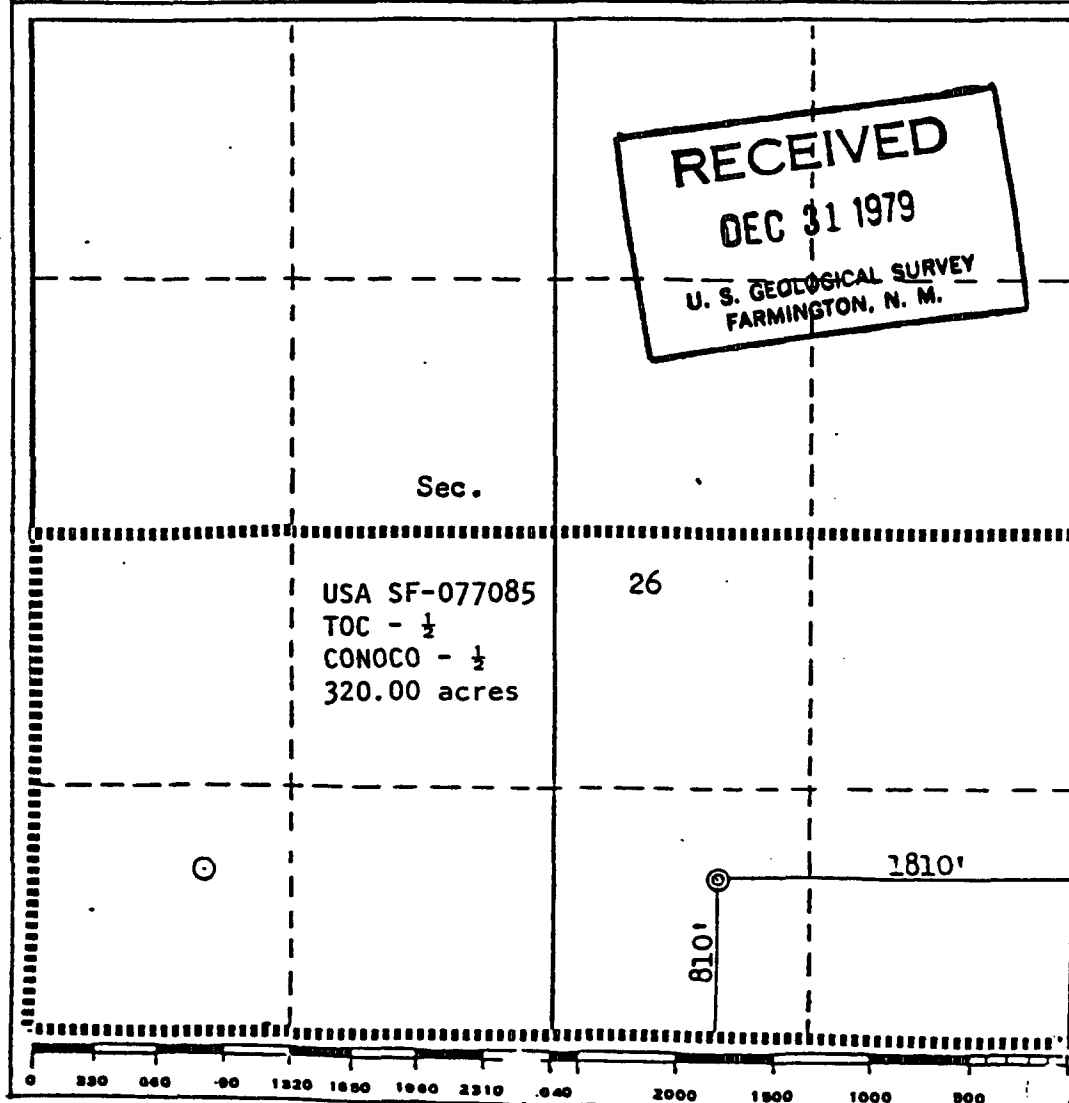 RECEIVED
DEC 31 1979
U. S. GEOLOGICAL SURVEY
FARMINGTON, N. M.
Sec.
26
USA SF-077085
TOC - ½
CONOCO - ½
320.00 acres
1810'
810'
0 330 660 1320 1650 2310 2000 1500 1000